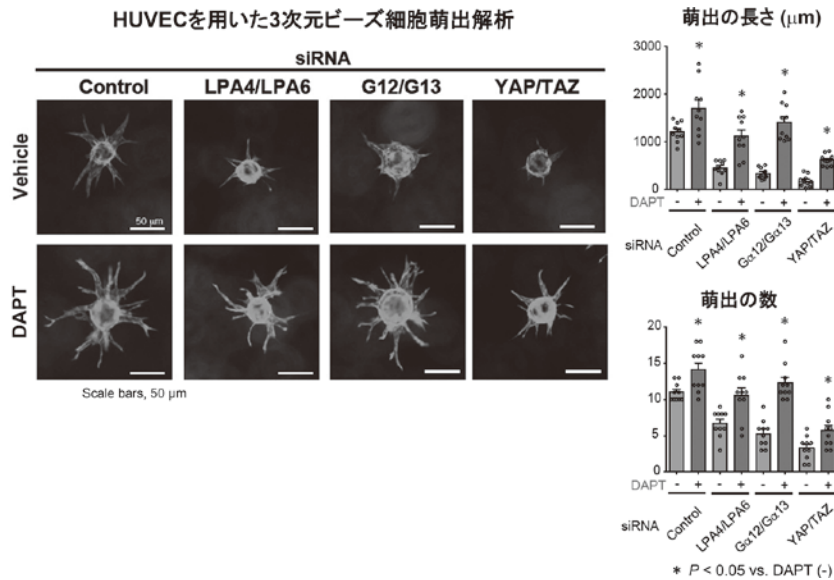 HUVECを用いた3次元ビーズ細胞萌出解析
siRNA
Control LPA4/LPA6 G12/G13 YAP/TAZ
Vehicle
50 μm
DAPT
Scale bars, 50 μm
萌出の長さ (μm)
3000
2000
1000
0
DAPT - + - + - + - +
siRNA Control LPA4/LPA6 Gα12/Gα13 YAP/TAZ
萌出の数
20
15
10
5
0
DAPT - + - + - + - +
siRNA Control LPA4/LPA6 Gα12/Gα13 YAP/TAZ
* P < 0.05 vs. DAPT (-)